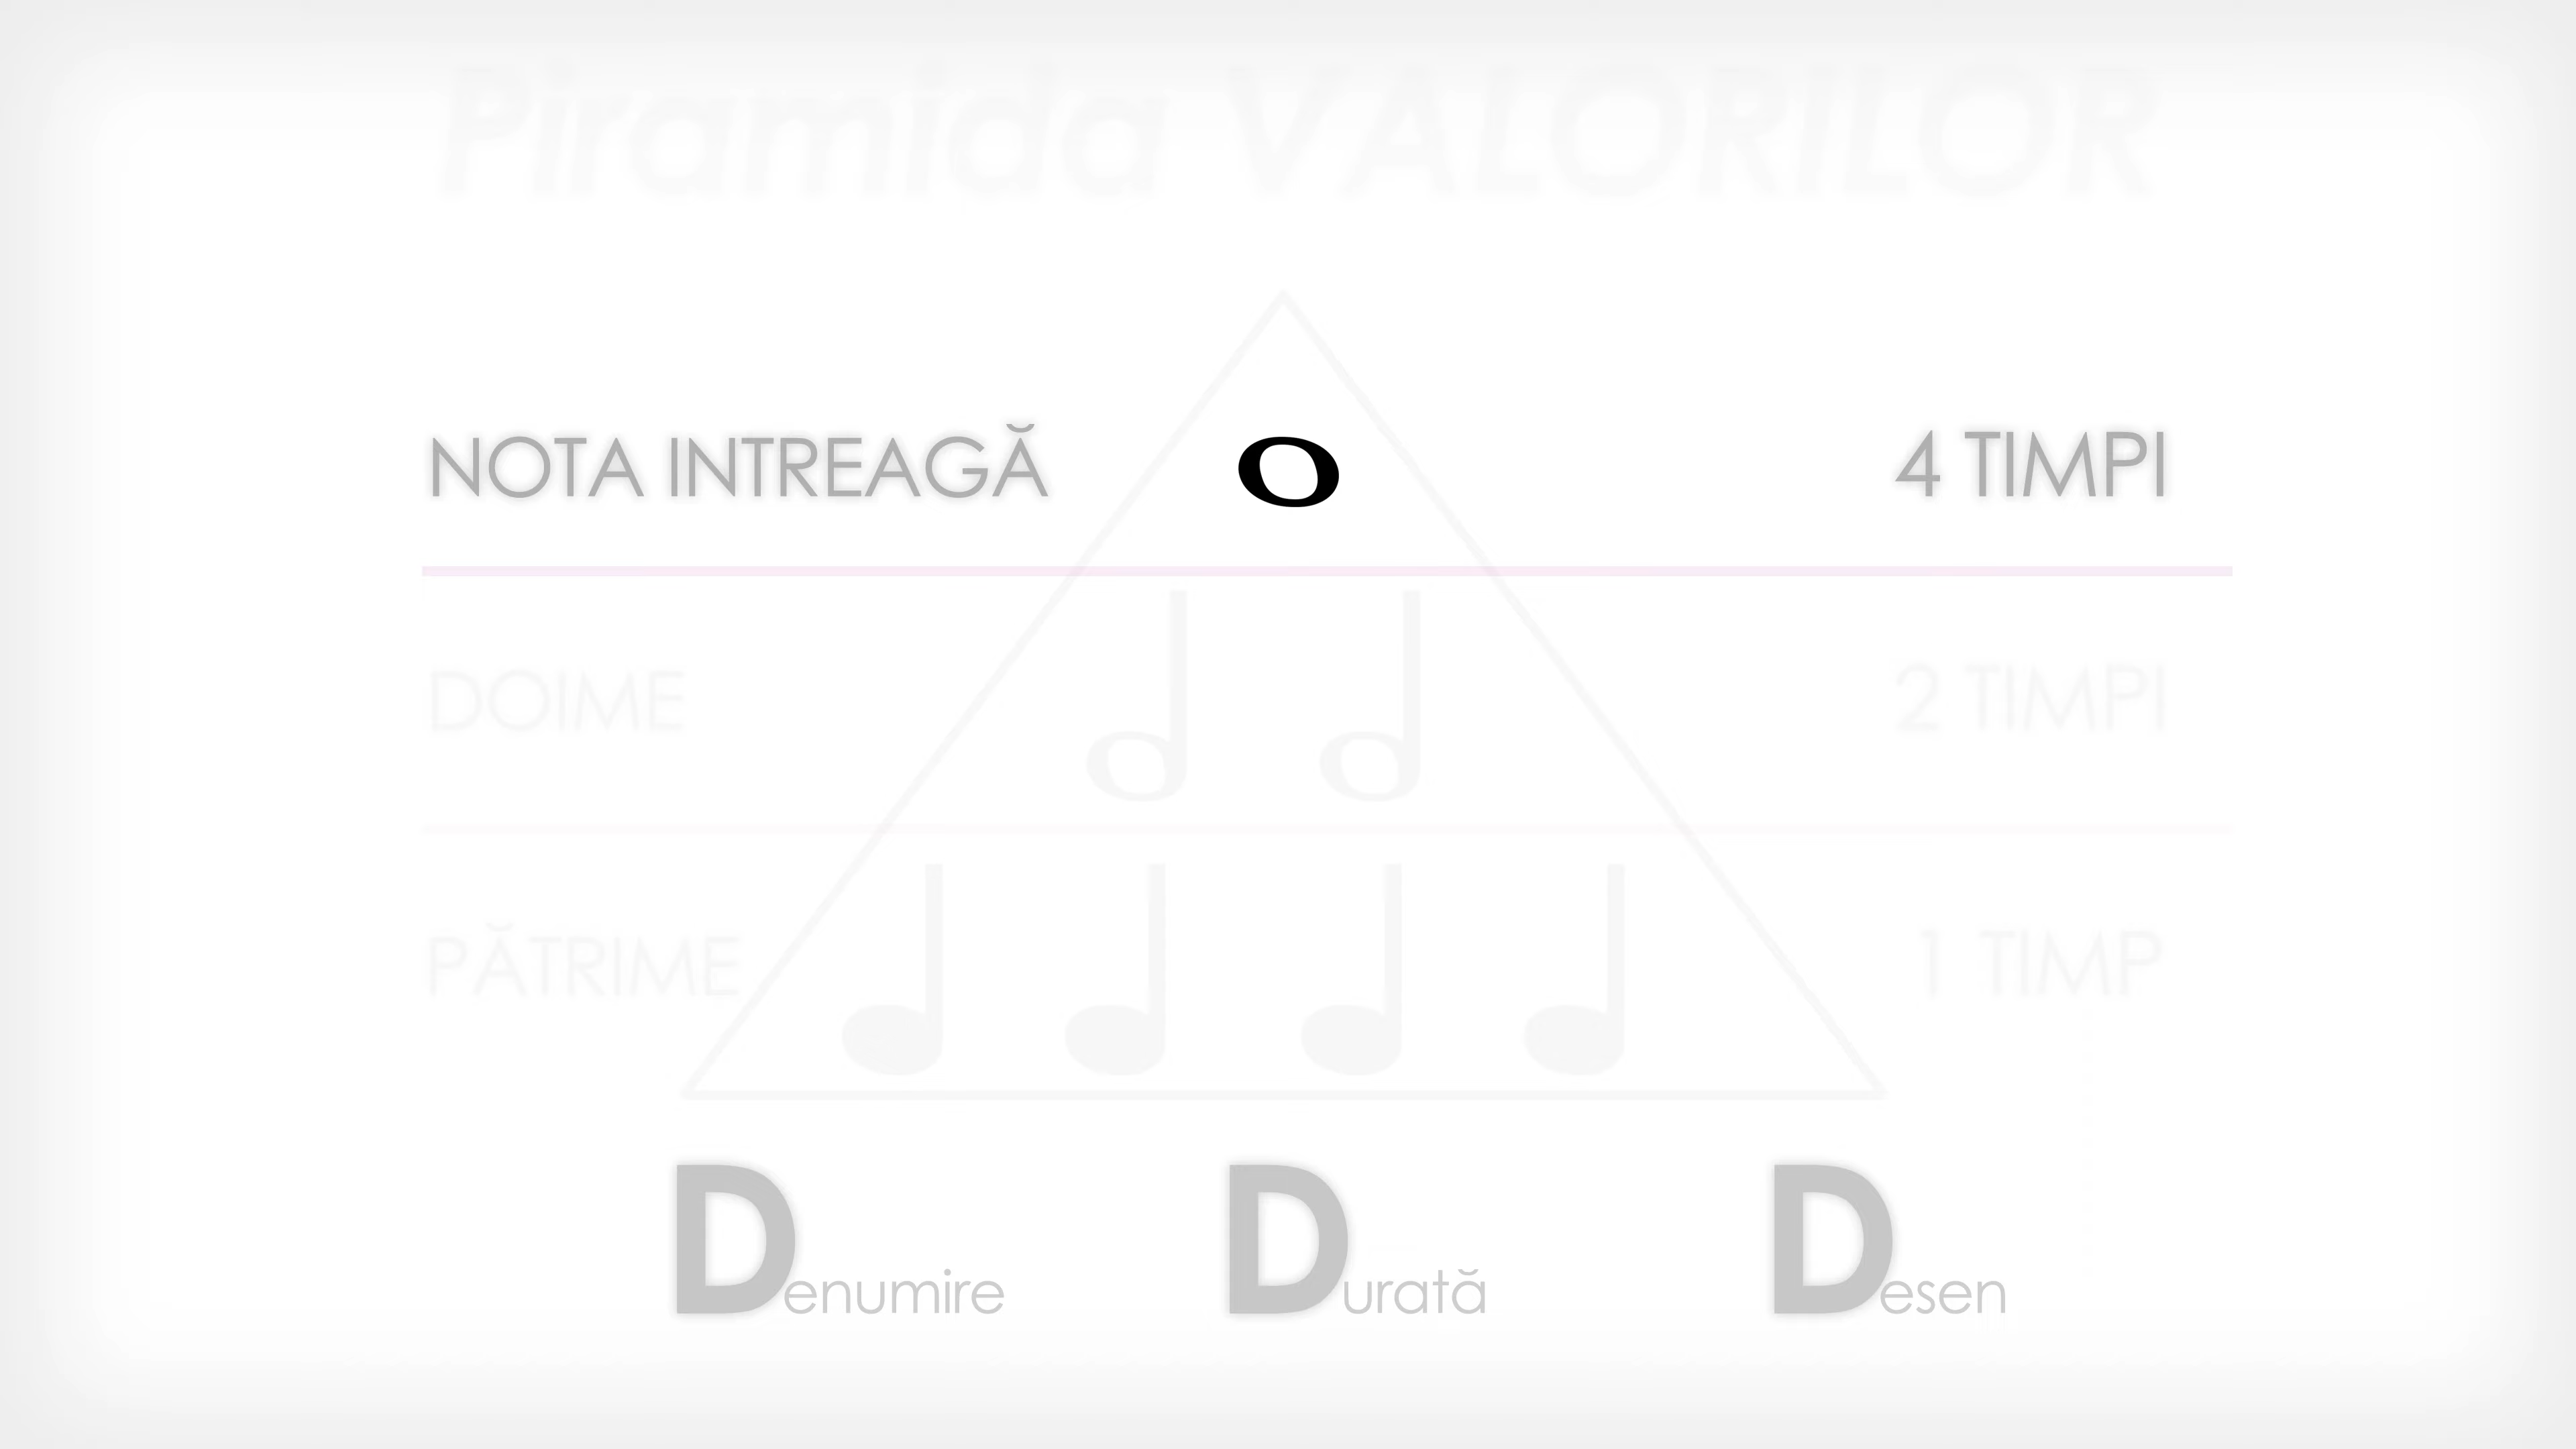 Piramida VALORILOR
NOTA INTREAGĂ 4 TIMPI
DOIME 2 TIMPI
PĂTRIME 1 TIMP
Denumire Durată Desen